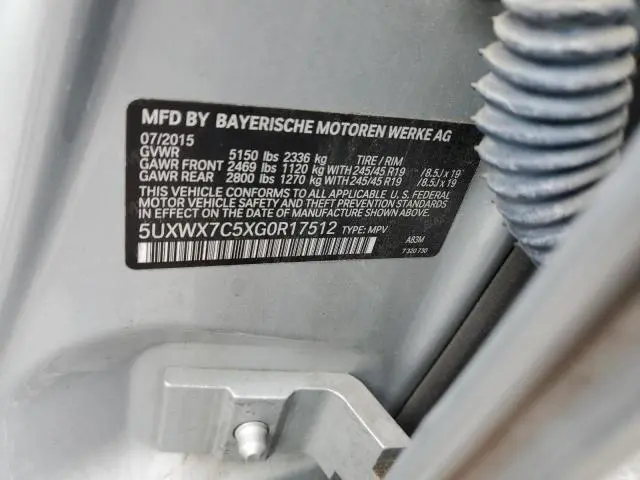 MFD BY BAYERISCHE MOTOREN WERKE AG
07/2015
GVWR 5150 lbs 2336 kg TIRE / RIM
GAWR FRONT 2469 lbs 1120 kg WITH 245/45 R19 /8.5J x 19
GAWR REAR 2800 lbs 1270 kg WITH 245/45 R19 /8.5J x 19
THIS VEHICLE CONFORMS TO ALL APPLICABLE U.S. FEDERAL
MOTOR VEHICLE SAFETY AND THEFT PREVENTION STANDARDS
IN EFFECT ON THE DATE OF MANUFACTURE SHOWN ABOVE
5UXWX7C5XG0R17512 TYPE: MPV
A83M
7 320 730